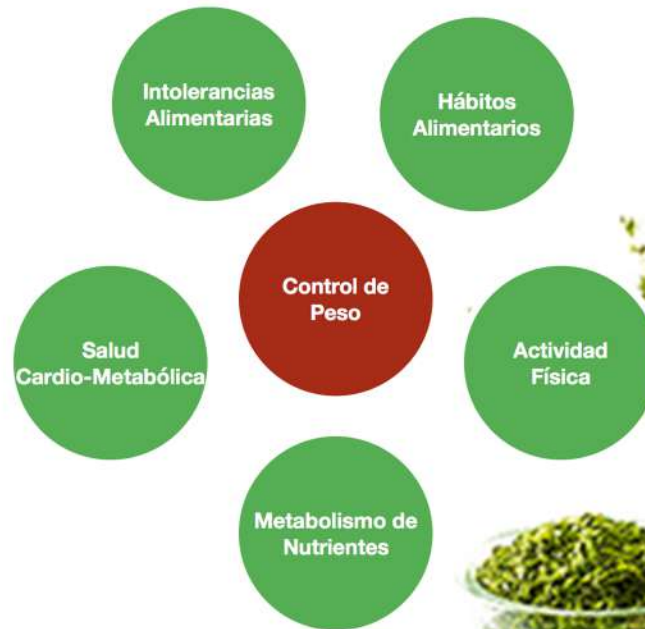 Intolerancias
Alimentarias
Hábitos
Alimentarios
Control de
Peso
Salud
Cardio-Metabólica
Actividad
Física
Metabolismo de
Nutrientes